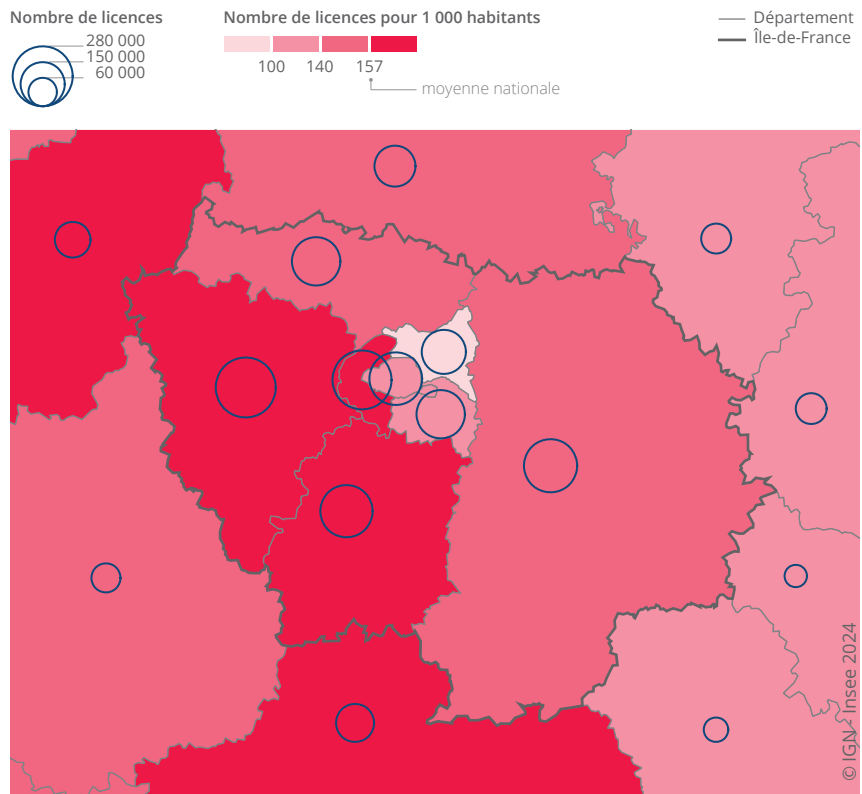 Nombre de licences
280 000
150 000
60 000
Nombre de licences pour 1 000 habitants
100 140 157
moyenne nationale
Département
Île-de-France
© IGN - Insee 2024